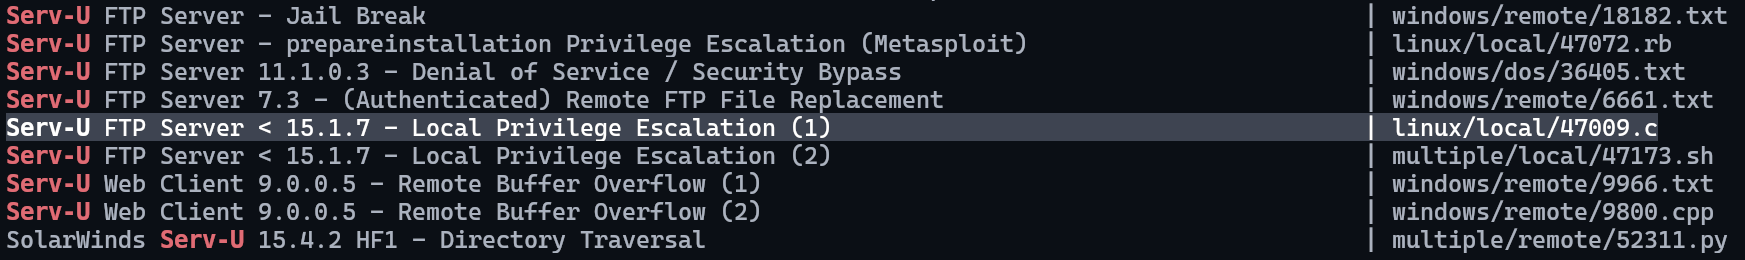 Serv-U FTP Server - Jail Break | windows/remote/18182.txt
Serv-U FTP Server - prepareinstallation Privilege Escalation (Metasploit) | linux/local/47072.rb
Serv-U FTP Server 11.1.0.3 - Denial of Service / Security Bypass | windows/dos/36405.txt
Serv-U FTP Server 7.3 - (Authenticated) Remote FTP File Replacement | windows/remote/6661.txt
Serv-U FTP Server < 15.1.7 - Local Privilege Escalation (1) | linux/local/47009.c
Serv-U FTP Server < 15.1.7 - Local Privilege Escalation (2) | multiple/local/47173.sh
Serv-U Web Client 9.0.0.5 - Remote Buffer Overflow (1) | windows/remote/9966.txt
Serv-U Web Client 9.0.0.5 - Remote Buffer Overflow (2) | windows/remote/9800.cpp
SolarWinds Serv-U 15.4.2 HF1 - Directory Traversal | multiple/remote/52311.py